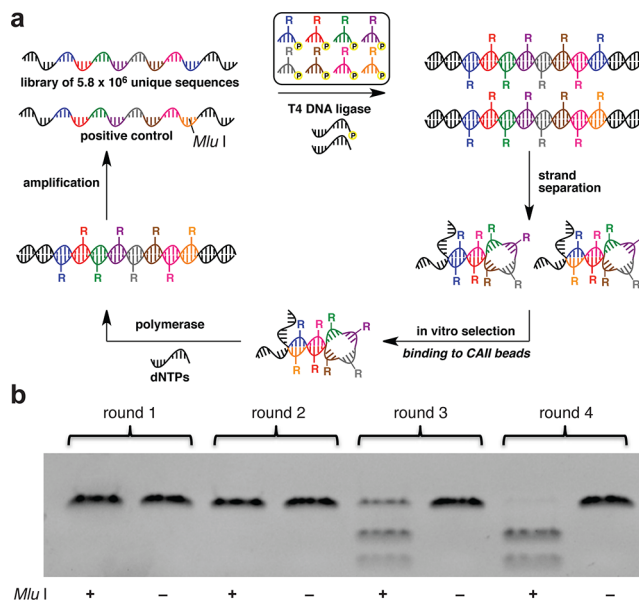 a
R R R R
P P P P
R R R R
P P P P
library of 5.8 x 10⁶ unique sequences
positive control
Mlu I
T4 DNA ligase
P
R R R R
R R R R
R R R R
R R R R
amplification
strand
separation
R R R R
R R R R
R R R R
R R R R
R R R R
R R R R
in vitro selection
binding to CAII beads
R R R R
R R R R
polymerase
dNTPs
b
round 1 round 2 round 3 round 4
Mlu I + – + – + – + –